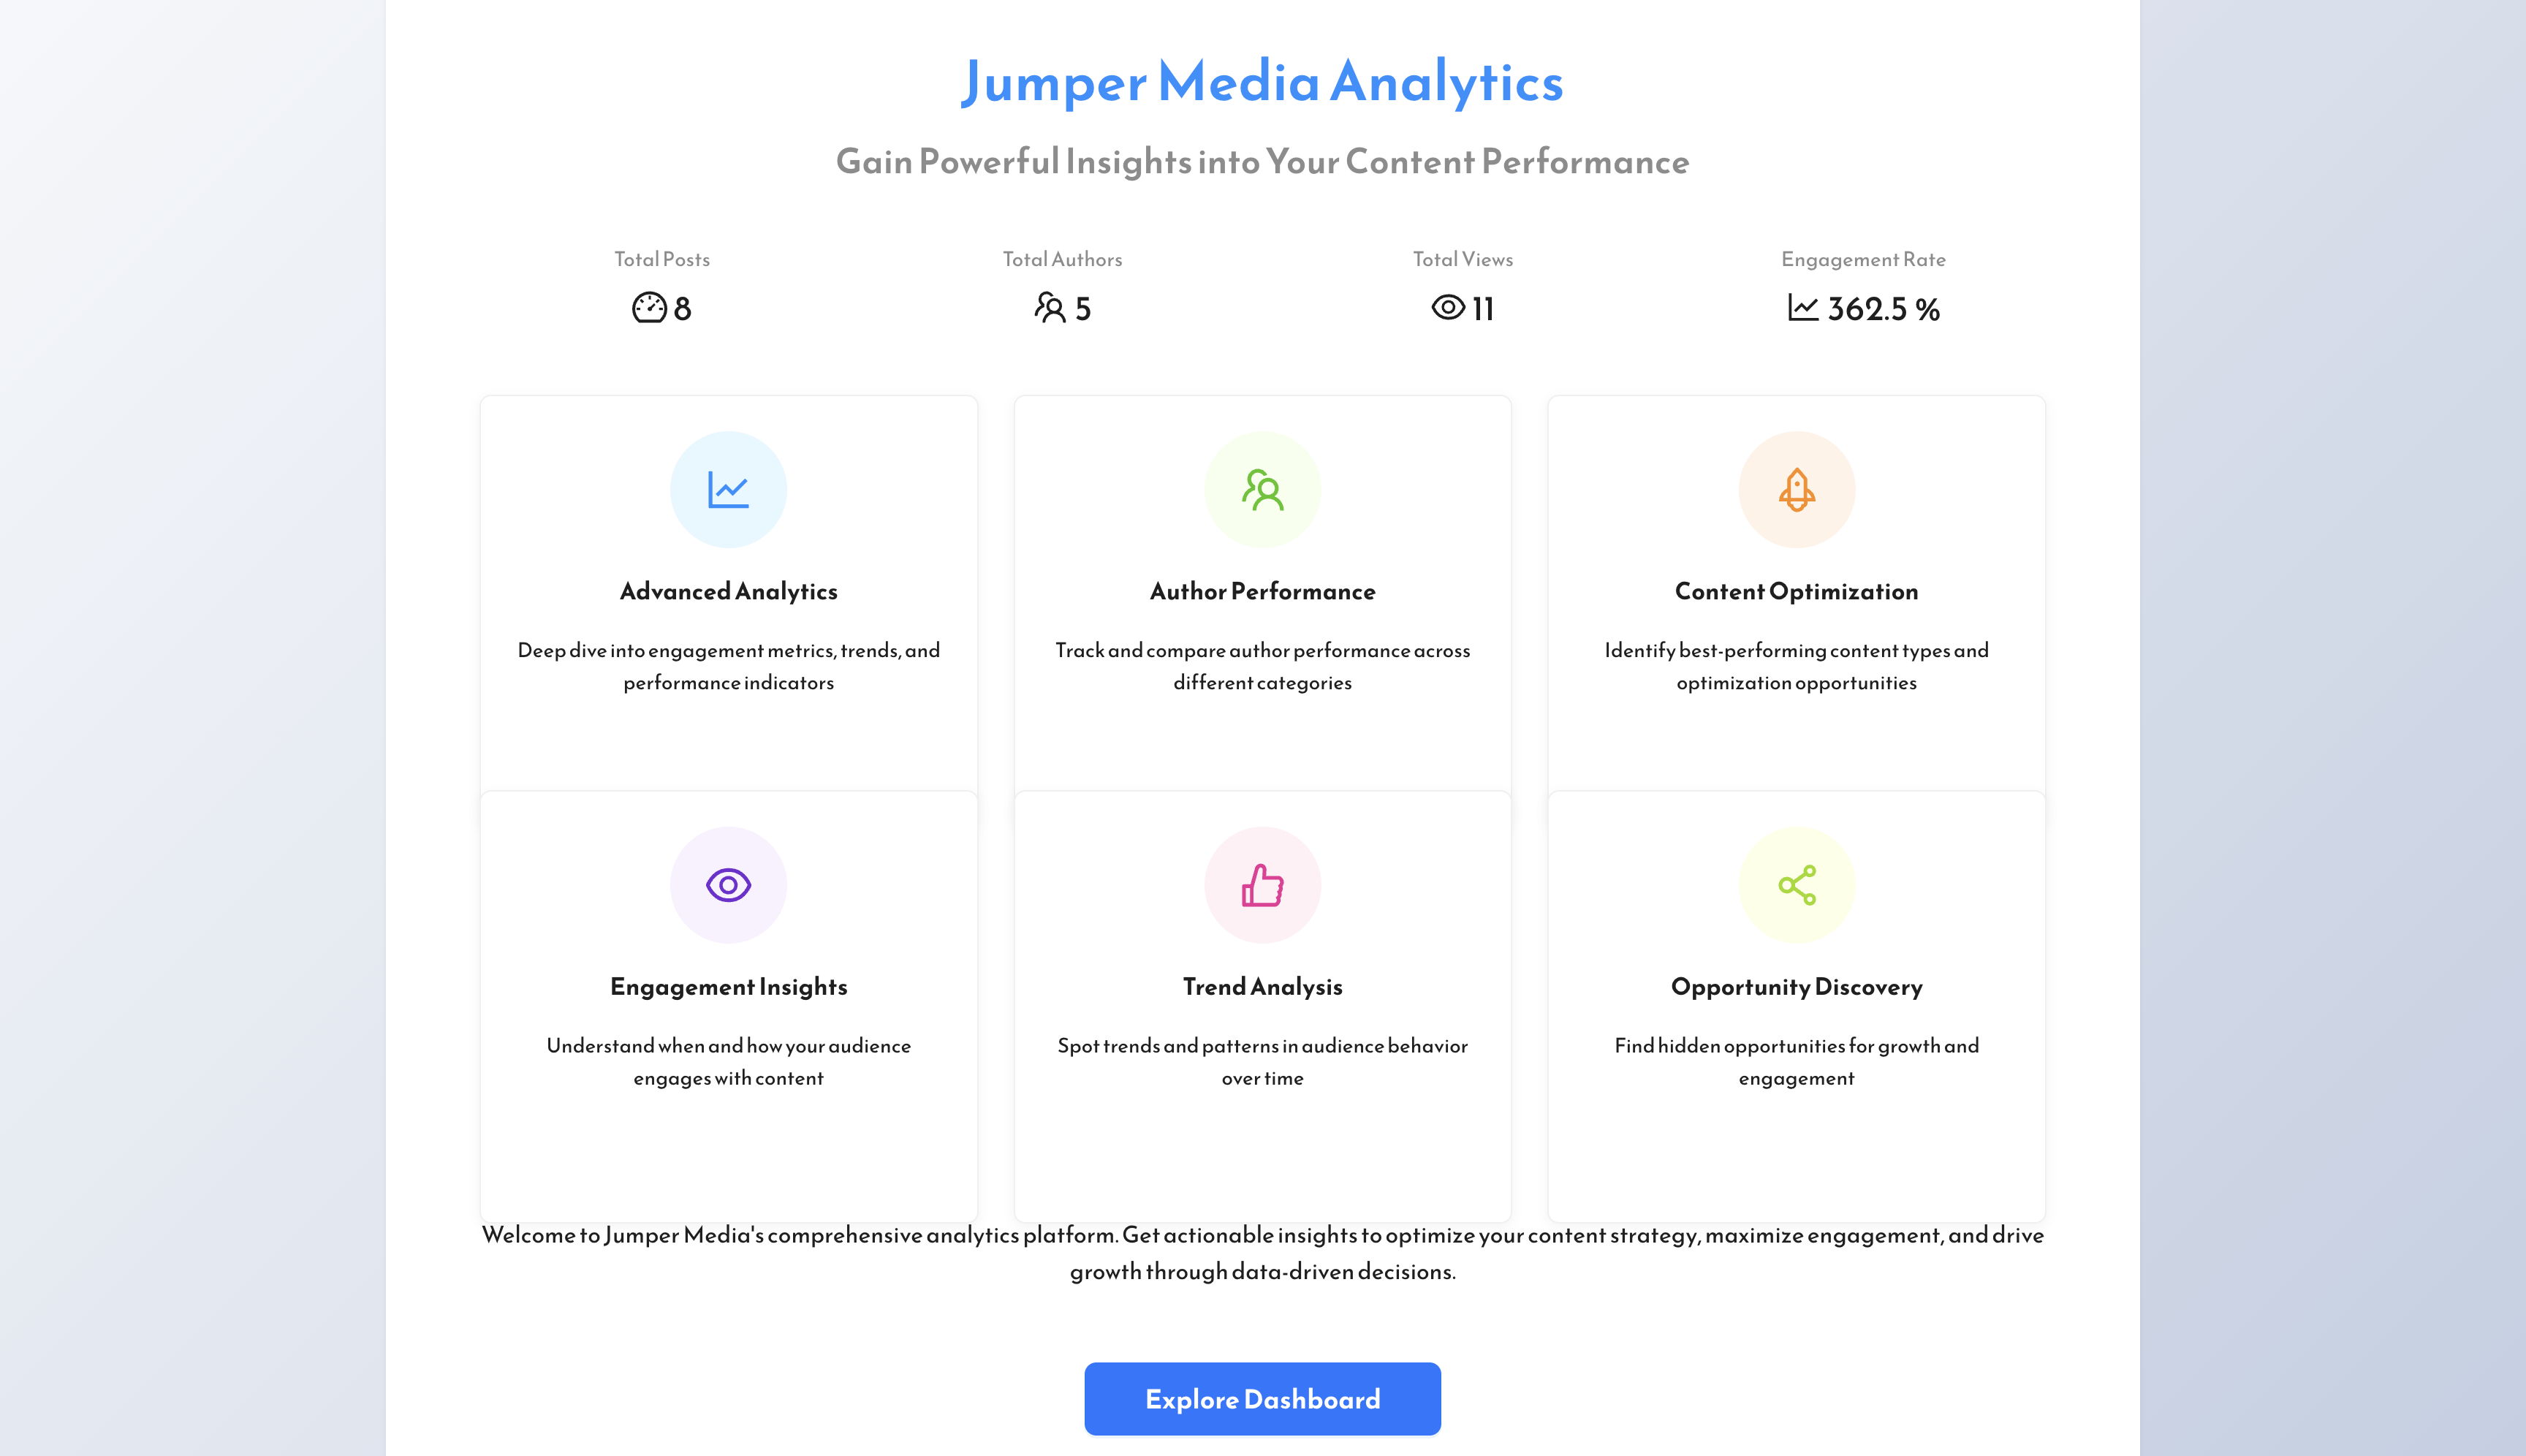 Jumper Media Analytics
Gain Powerful Insights into Your Content Performance
Total Posts
8
Total Authors
5
Total Views
11
Engagement Rate
362.5 %
Advanced Analytics
Deep dive into engagement metrics, trends, and
performance indicators
Author Performance
Track and compare author performance across
different categories
Content Optimization
Identify best-performing content types and
optimization opportunities
Engagement Insights
Understand when and how your audience
engages with content
Trend Analysis
Spot trends and patterns in audience behavior
over time
Opportunity Discovery
Find hidden opportunities for growth and
engagement
Welcome to Jumper Media's comprehensive analytics platform. Get actionable insights to optimize your content strategy, maximize engagement, and drive
growth through data-driven decisions.
Explore Dashboard